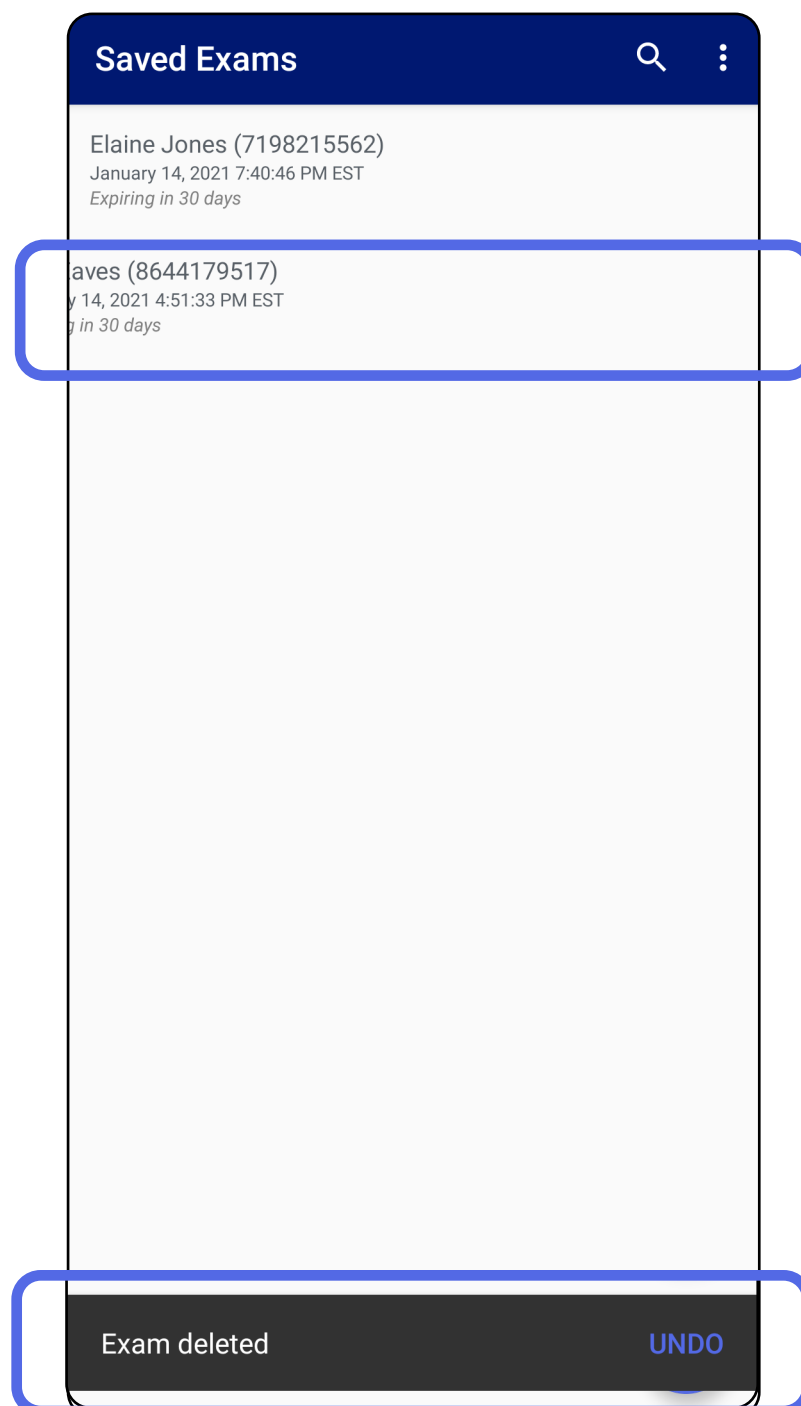 Saved Exams
Elaine Jones (7198215562)
January 14, 2021 7:40:46 PM EST
Expiring in 30 days
(8644179517)
14, 2021 4:51:33 PM EST
in 30 days
Exam deleted
UNDO